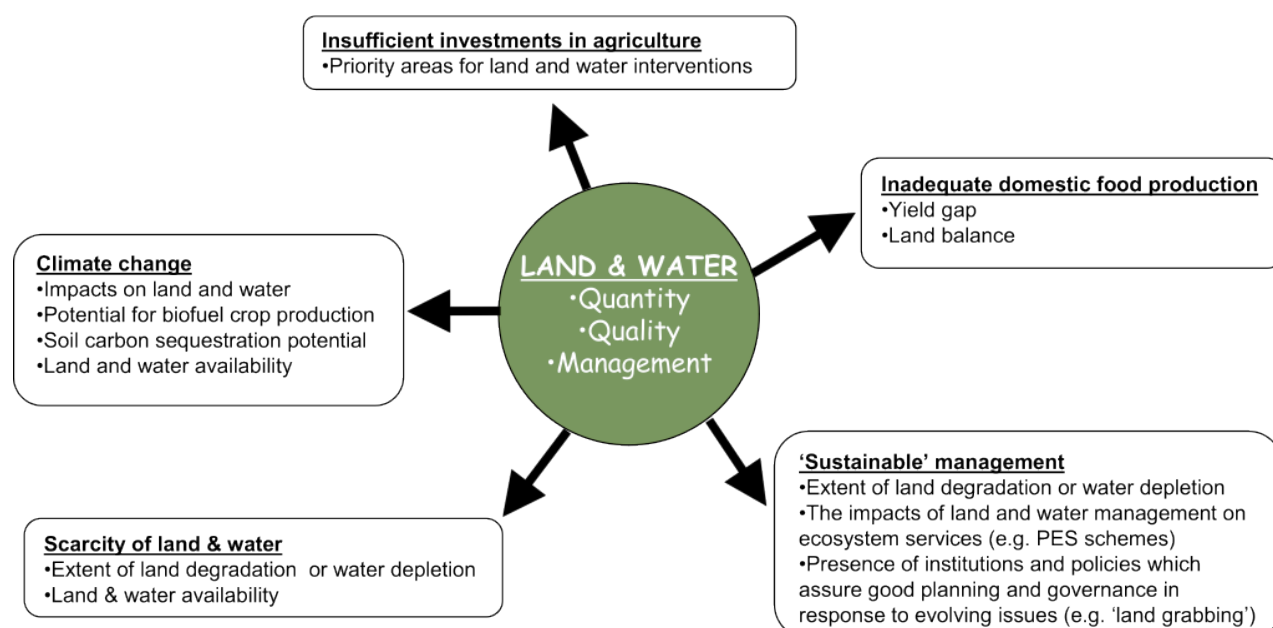 Insufficient investments in agriculture
•Priority areas for land and water interventions
Inadequate domestic food production
•Yield gap
•Land balance
LAND & WATER
•Quantity
•Quality
•Management
Climate change
•Impacts on land and water
•Potential for biofuel crop production
•Soil carbon sequestration potential
•Land and water availability
Scarcity of land & water
•Extent of land degradation  or water depletion
•Land & water availability
‘Sustainable’ management
•Extent of land degradation or water depletion
•The impacts of land and water management on
ecosystem services (e.g. PES schemes)
•Presence of institutions and policies which
assure good planning and governance in
response to evolving issues (e.g. ‘land grabbing’)